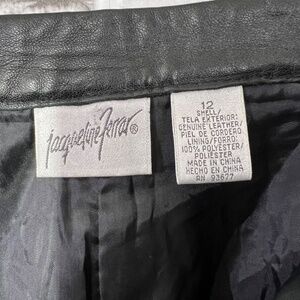 Jacqueline Ferrar®
12
SHELL/
TELA EXTERIOR:
GENUINE LEATHER/
PIEL DE CORDERO
LINING/FORRO:
100% POLYESTER/
POLIÉSTER
MADE IN CHINA
HECHO EN CHINA
RN 93677